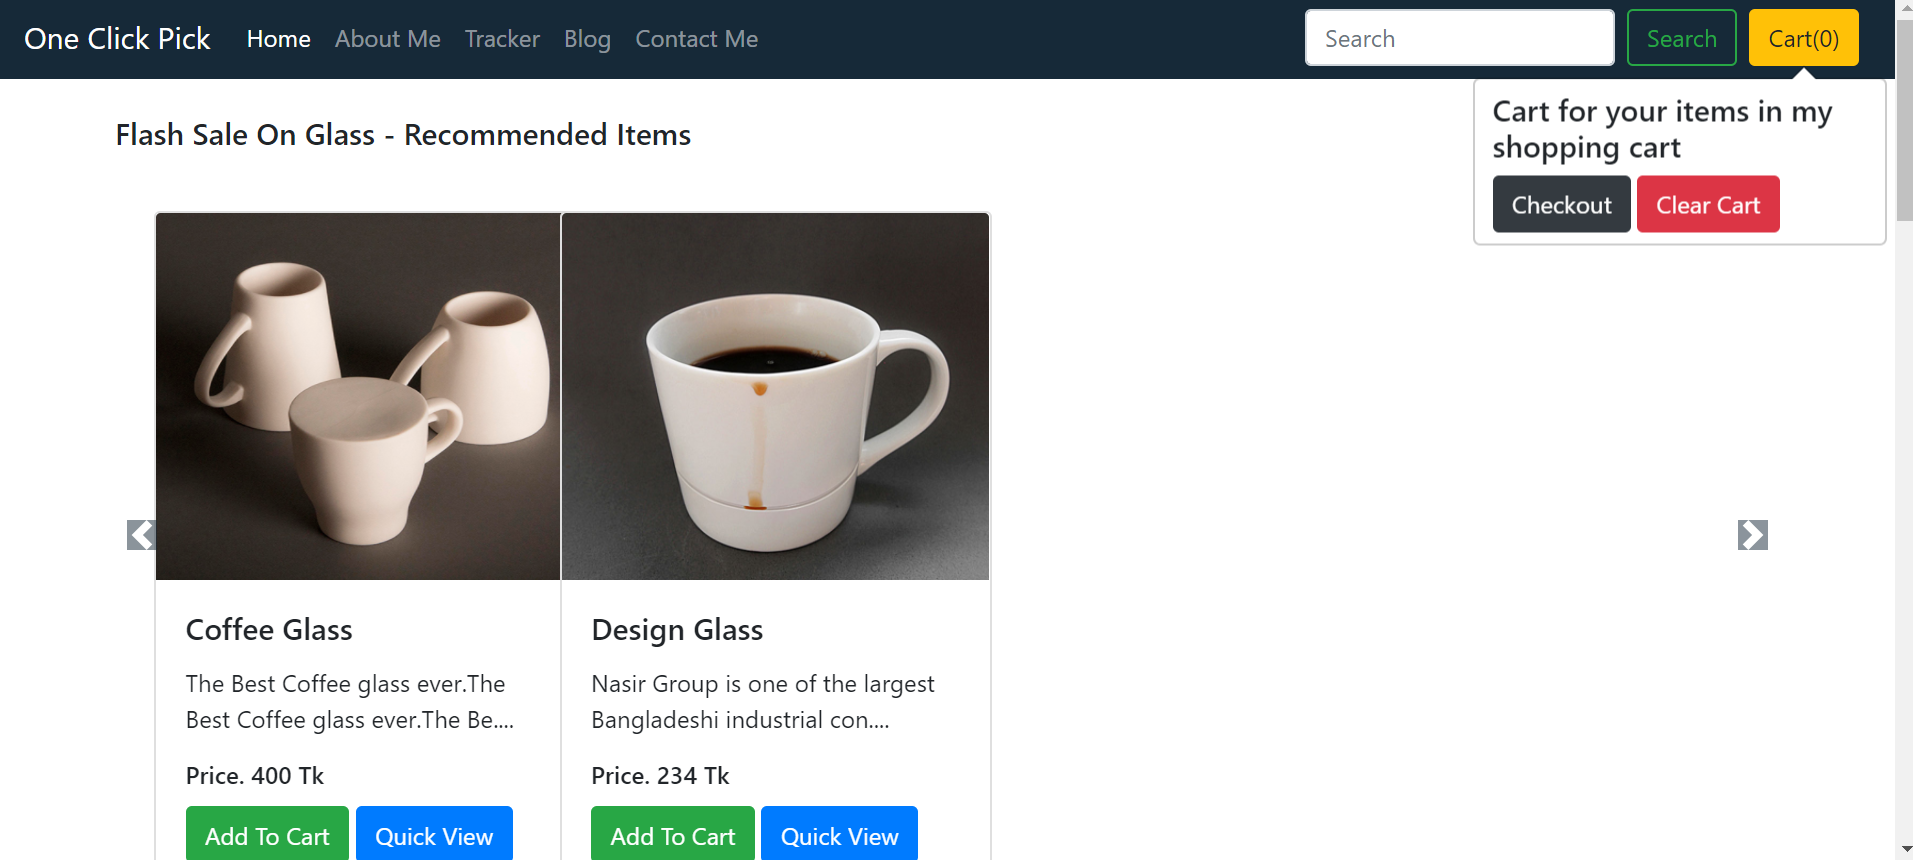 One Click Pick Home About Me Tracker Blog Contact Me Search Search Cart(0)
Cart for your items in my
shopping cart
Checkout Clear Cart
Flash Sale On Glass - Recommended Items
Coffee Glass
The Best Coffee glass ever.The
Best Coffee glass ever.The Be....
Price. 400 Tk
Add To Cart Quick View
Design Glass
Nasir Group is one of the largest
Bangladeshi industrial con....
Price. 234 Tk
Add To Cart Quick View